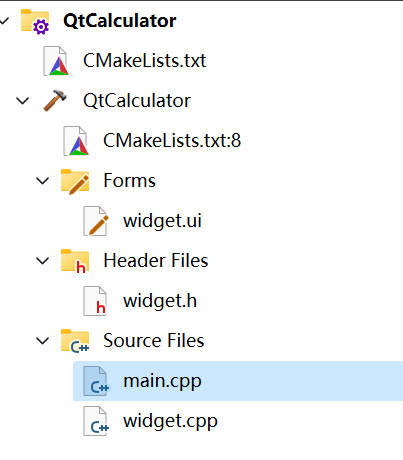 QtCalculator
CMakeLists.txt
QtCalculator
CMakeLists.txt:8
Forms
widget.ui
Header Files
widget.h
Source Files
main.cpp
widget.cpp